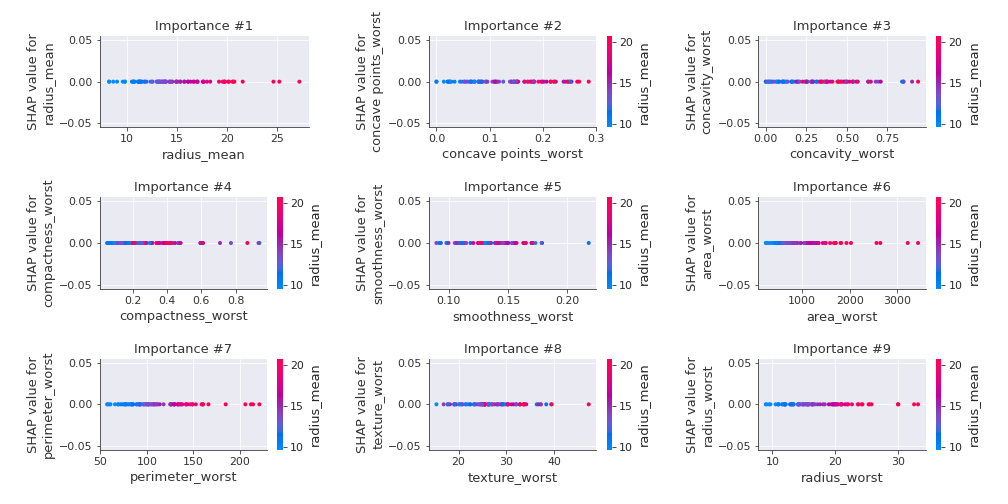 Importance #1
SHAP value for
radius_mean
0.05
0.00
−0.05
10 15 20 25
radius_mean
Importance #2
SHAP value for
concave points_worst
0.05
0.00
−0.05
0.0 0.1 0.2 0.3
concave points_worst
20
15
10
radius_mean
Importance #3
SHAP value for
concavity_worst
0.05
0.00
−0.05
0.00 0.25 0.50 0.75
concavity_worst
20
15
10
radius_mean
Importance #4
SHAP value for
compactness_worst
0.05
0.00
−0.05
0.2 0.4 0.6 0.8
compactness_worst
20
15
10
radius_mean
Importance #5
SHAP value for
smoothness_worst
0.05
0.00
−0.05
0.10 0.15 0.20
smoothness_worst
20
15
10
radius_mean
Importance #6
SHAP value for
area_worst
0.05
0.00
−0.05
1000 2000 3000
area_worst
20
15
10
radius_mean
Importance #7
SHAP value for
perimeter_worst
0.05
0.00
−0.05
50 100 150 200
perimeter_worst
20
15
10
radius_mean
Importance #8
SHAP value for
texture_worst
0.05
0.00
−0.05
20 30 40
texture_worst
20
15
10
radius_mean
Importance #9
SHAP value for
radius_worst
0.05
0.00
−0.05
10 20 30
radius_worst
20
15
10
radius_mean